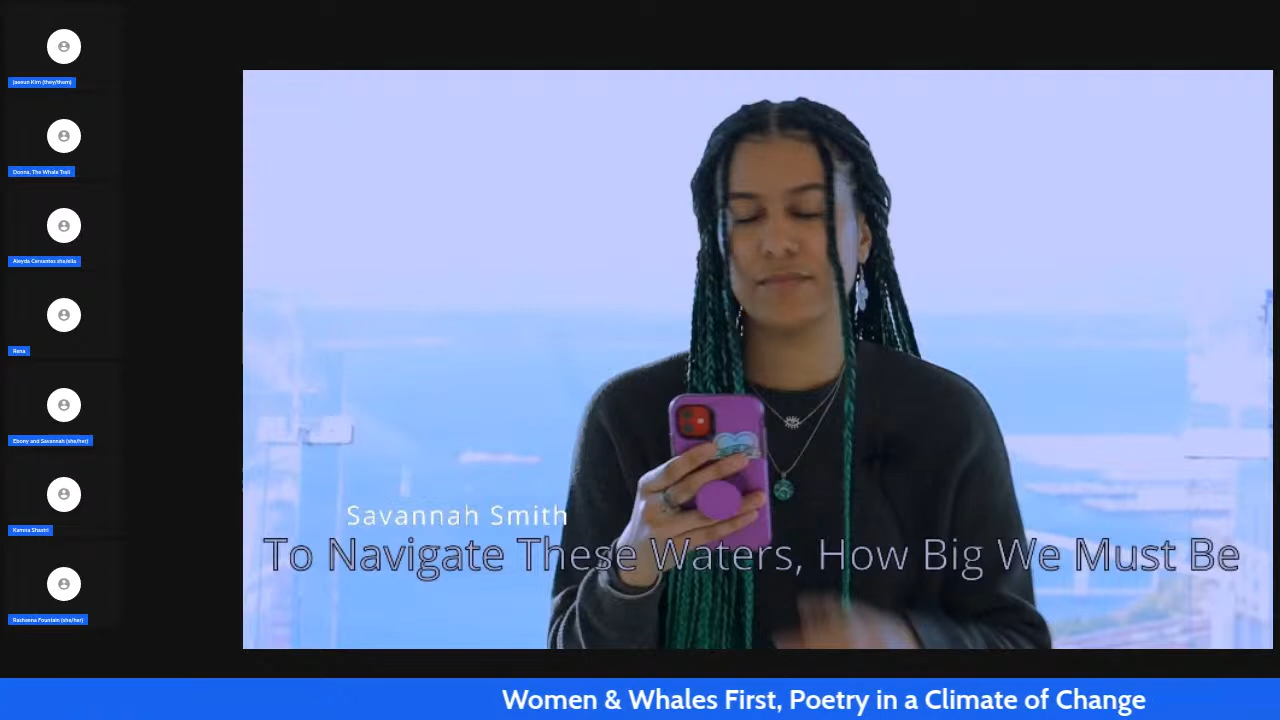 Jaeeun Kim (they/them)
Donna, The Whale Trail
Aleyda Cervantes she/ella
Rena
Ebony and Savannah (she/her)
Kamna Shastri
Rasheena Fountain (she/her)
Savannah Smith
To Navigate These Waters, How Big We Must Be
Women & Whales First, Poetry in a Climate of Change